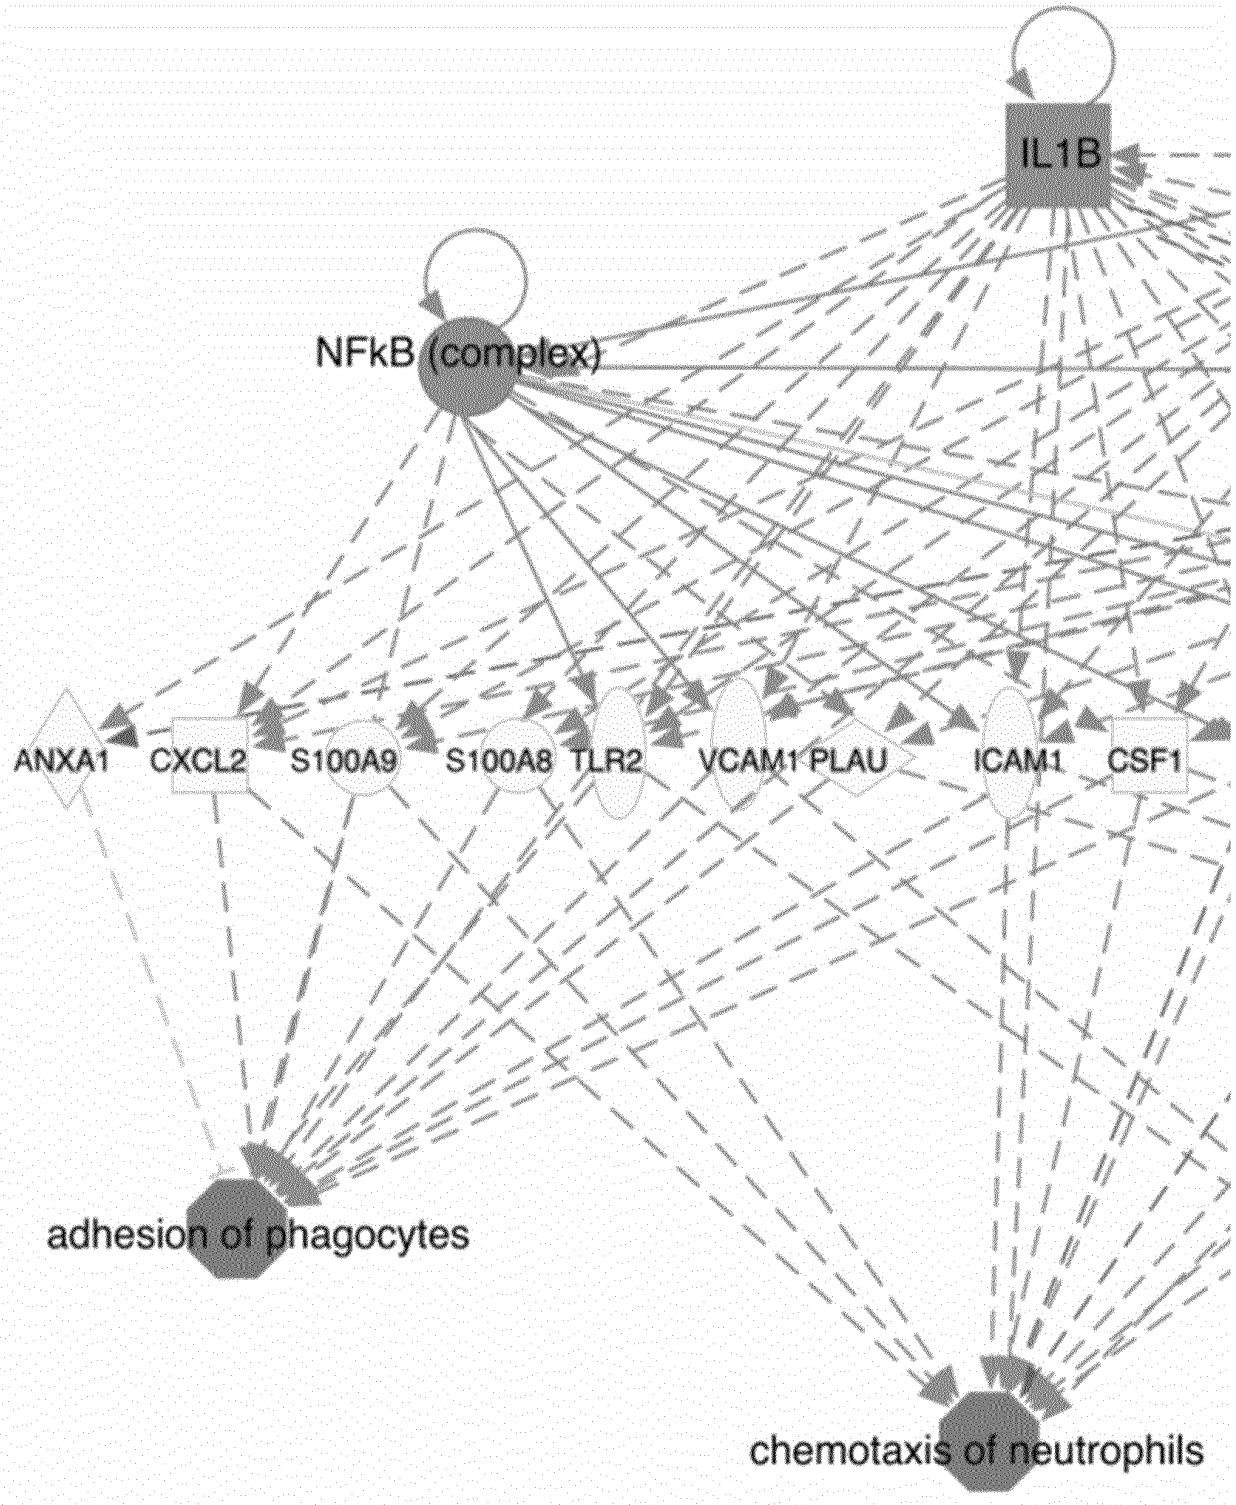 IL1B
NFkB (complex)
ANXA1 CXCL2 S100A9 S100A8 TLR2 VCAM1 PLAU ICAM1 CSF1
adhesion of phagocytes
chemotaxis of neutrophils